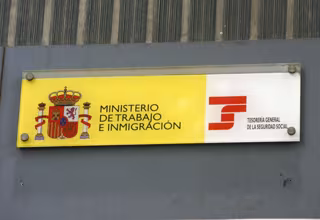 MINISTERIO
DE TRABAJO
E INMIGRACIÓN
TESORERÍA GENERAL
DE LA SEGURIDAD SOCIAL